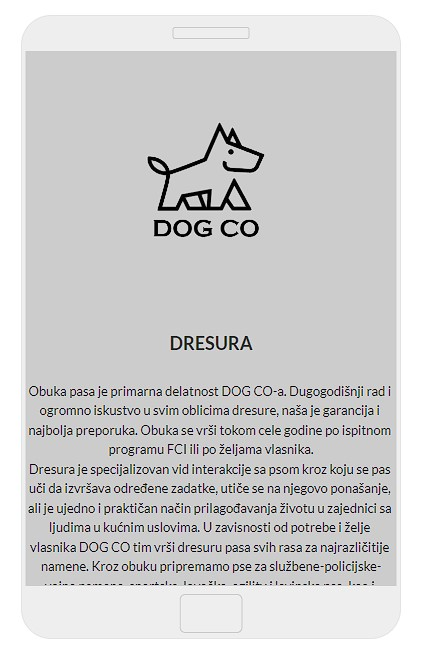 DOG CO
DRESURA
Obuka pasa je primarna delatnost DOG CO-a. Dugogodišnji rad i
ogromno iskustvo u svim oblicima dresure, naša je garancija i
najbolja preporuka. Obuka se vrši tokom cele godine po ispitnom
programu FCI ili po željama vlasnika.
Dresura je specijalizovan vid interakcije sa psom kroz koju se pas
uči da izvršava određene zadatke, utiče se na njegovo ponašanje,
ali je ujedno i praktičan način prilagođavanja životu u zajednici sa
ljudima u kućnim uslovima. U zavisnosti od potrebe i želje
vlasnika DOG CO tim vrši dresuru pasa svih rasa za najrazličitije
namene. Kroz obuku pripremamo pse za službene-policijske-